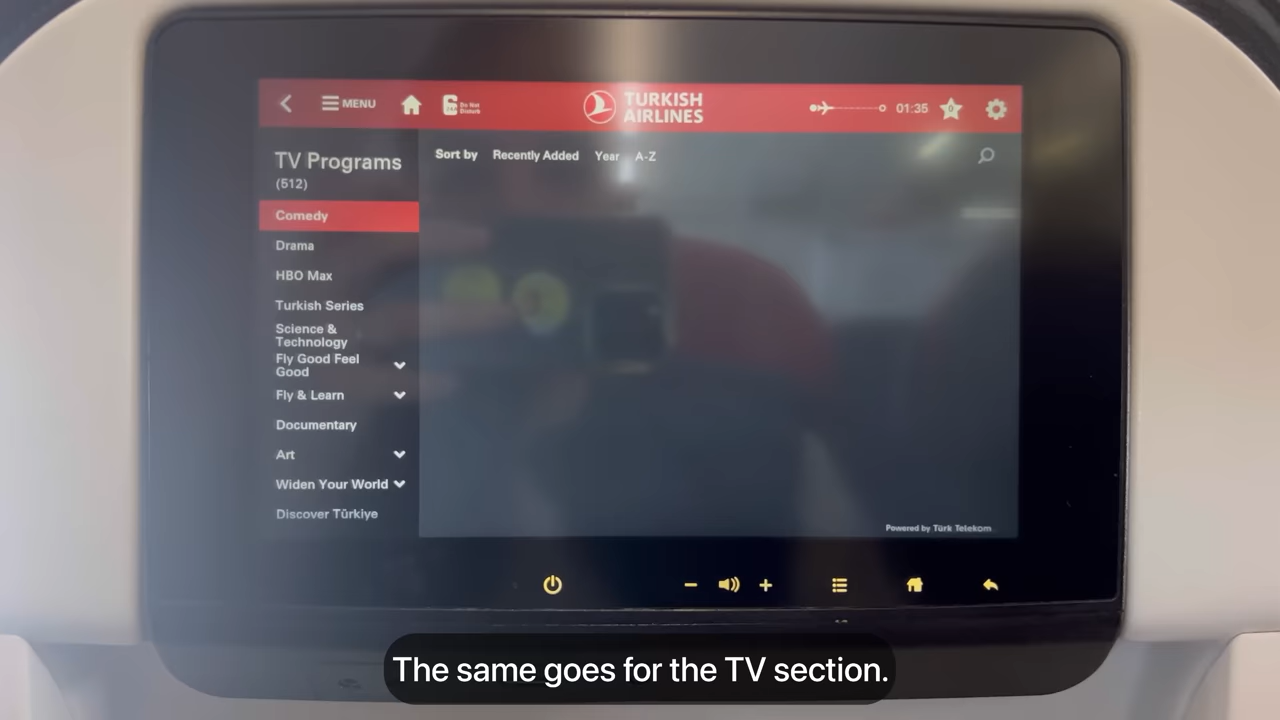 MENU
Do Not
Disturb
TURKISH
AIRLINES
01:35
TV Programs
(512)
Sort by Recently Added Year A-Z
Comedy
Drama
HBO Max
Turkish Series
Science &
Technology
Fly Good Feel
Good
Fly & Learn
Documentary
Art
Widen Your World
Discover Türkiye
Powered by Türk Telekom
The same goes for the TV section.